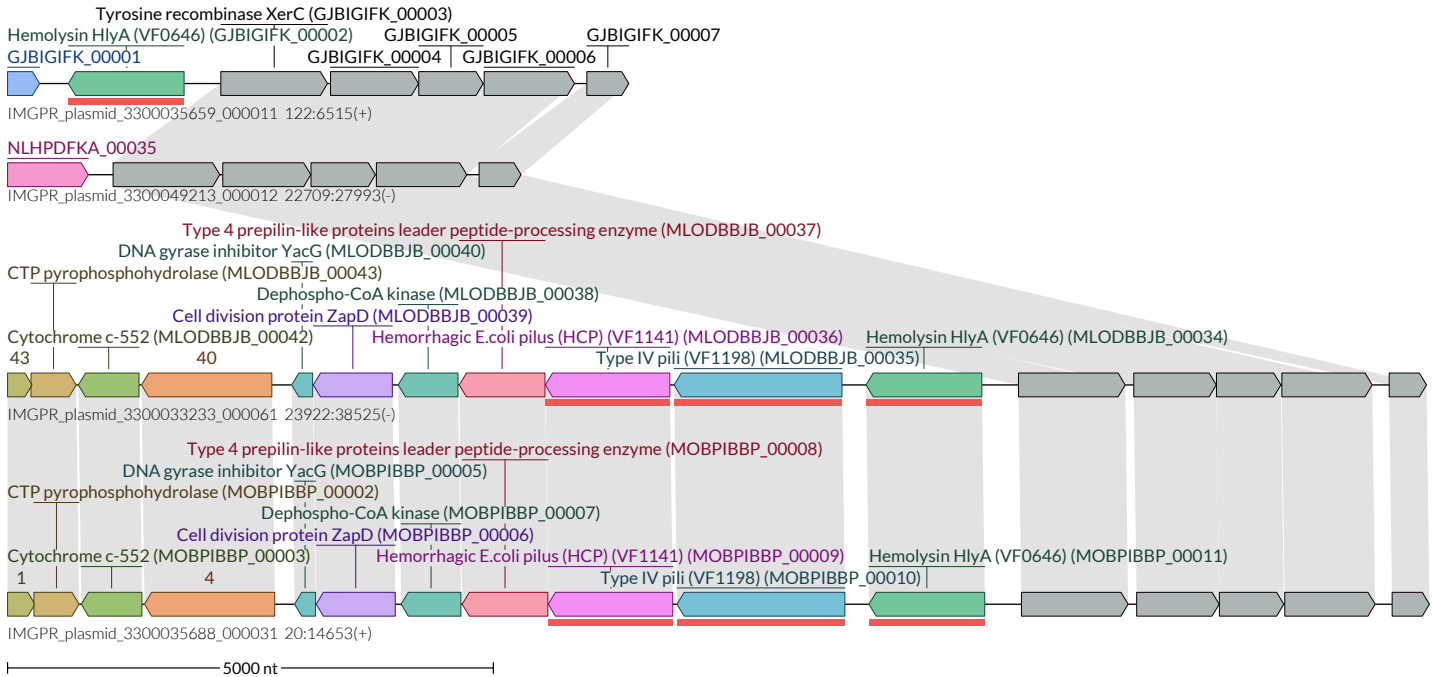 Tyrosine recombinase XerC (GJBIGIFK_00003)
Hemolysin HlyA (VF0646) (GJBIGIFK_00002) GJBIGIFK_00005 GJBIGIFK_00007
GJBIGIFK_00001 GJBIGIFK_00004 GJBIGIFK_00006
IMGPR_plasmid_3300035659_000011 122:6515(+)
NLHPDFKA_00035
IMGPR_plasmid_3300049213_000012 22709:27993(-)
Type 4 prepilin-like proteins leader peptide-processing enzyme (MLODBBJB_00037)
DNA gyrase inhibitor YacG (MLODBBJB_00040)
CTP pyrophosphohydrolase (MLODBBJB_00043)
Dephospho-CoA kinase (MLODBBJB_00038)
Cell division protein ZapD (MLODBBJB_00039)
Cytochrome c-552 (MLODBBJB_00042) Hemorrhagic E.coli pilus (HCP) (VF1141) (MLODBBJB_00036) Hemolysin HlyA (VF0646) (MLODBBJB_00034)
43 40 Type IV pili (VF1198) (MLODBBJB_00035)
IMGPR_plasmid_3300033233_000061 23922:38525(-)
Type 4 prepilin-like proteins leader peptide-processing enzyme (MOBPIBBP_00008)
DNA gyrase inhibitor YacG (MOBPIBBP_00005)
CTP pyrophosphohydrolase (MOBPIBBP_00002)
Dephospho-CoA kinase (MOBPIBBP_00007)
Cell division protein ZapD (MOBPIBBP_00006)
Cytochrome c-552 (MOBPIBBP_00003) Hemorrhagic E.coli pilus (HCP) (VF1141) (MOBPIBBP_00009) Hemolysin HlyA (VF0646) (MOBPIBBP_00011)
1 4 Type IV pili (VF1198) (MOBPIBBP_00010)
IMGPR_plasmid_3300035688_000031 20:14653(+)
5000 nt